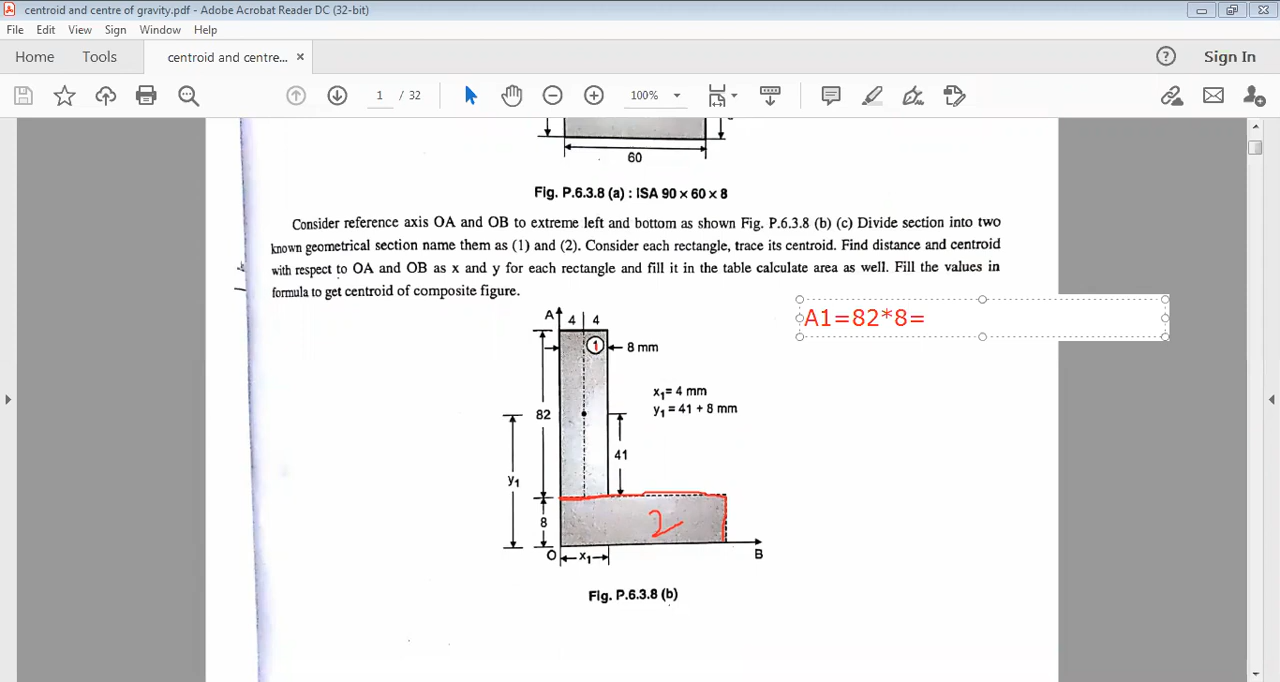 centroid and centre of gravity.pdf - Adobe Acrobat Reader DC (32-bit)
File Edit View Sign Window Help
Home Tools centroid and centre... × ? Sign In
1 / 32 100%
60
Fig. P.6.3.8 (a) : ISA 90 × 60 × 8
Consider reference axis OA and OB to extreme left and bottom as shown Fig. P.6.3.8 (b) (c) Divide section into two
known geometrical section name them as (1) and (2). Consider each rectangle, trace its centroid. Find distance and centroid
with respect to OA and OB as x and y for each rectangle and fill it in the table calculate area as well. Fill the values in
formula to get centroid of composite figure.
A 4 4
A1=82*8=
1 8 mm
x₁= 4 mm
y₁ = 41 + 8 mm
82
41
y₁
8
2
O x₁ B
Fig. P.6.3.8 (b)